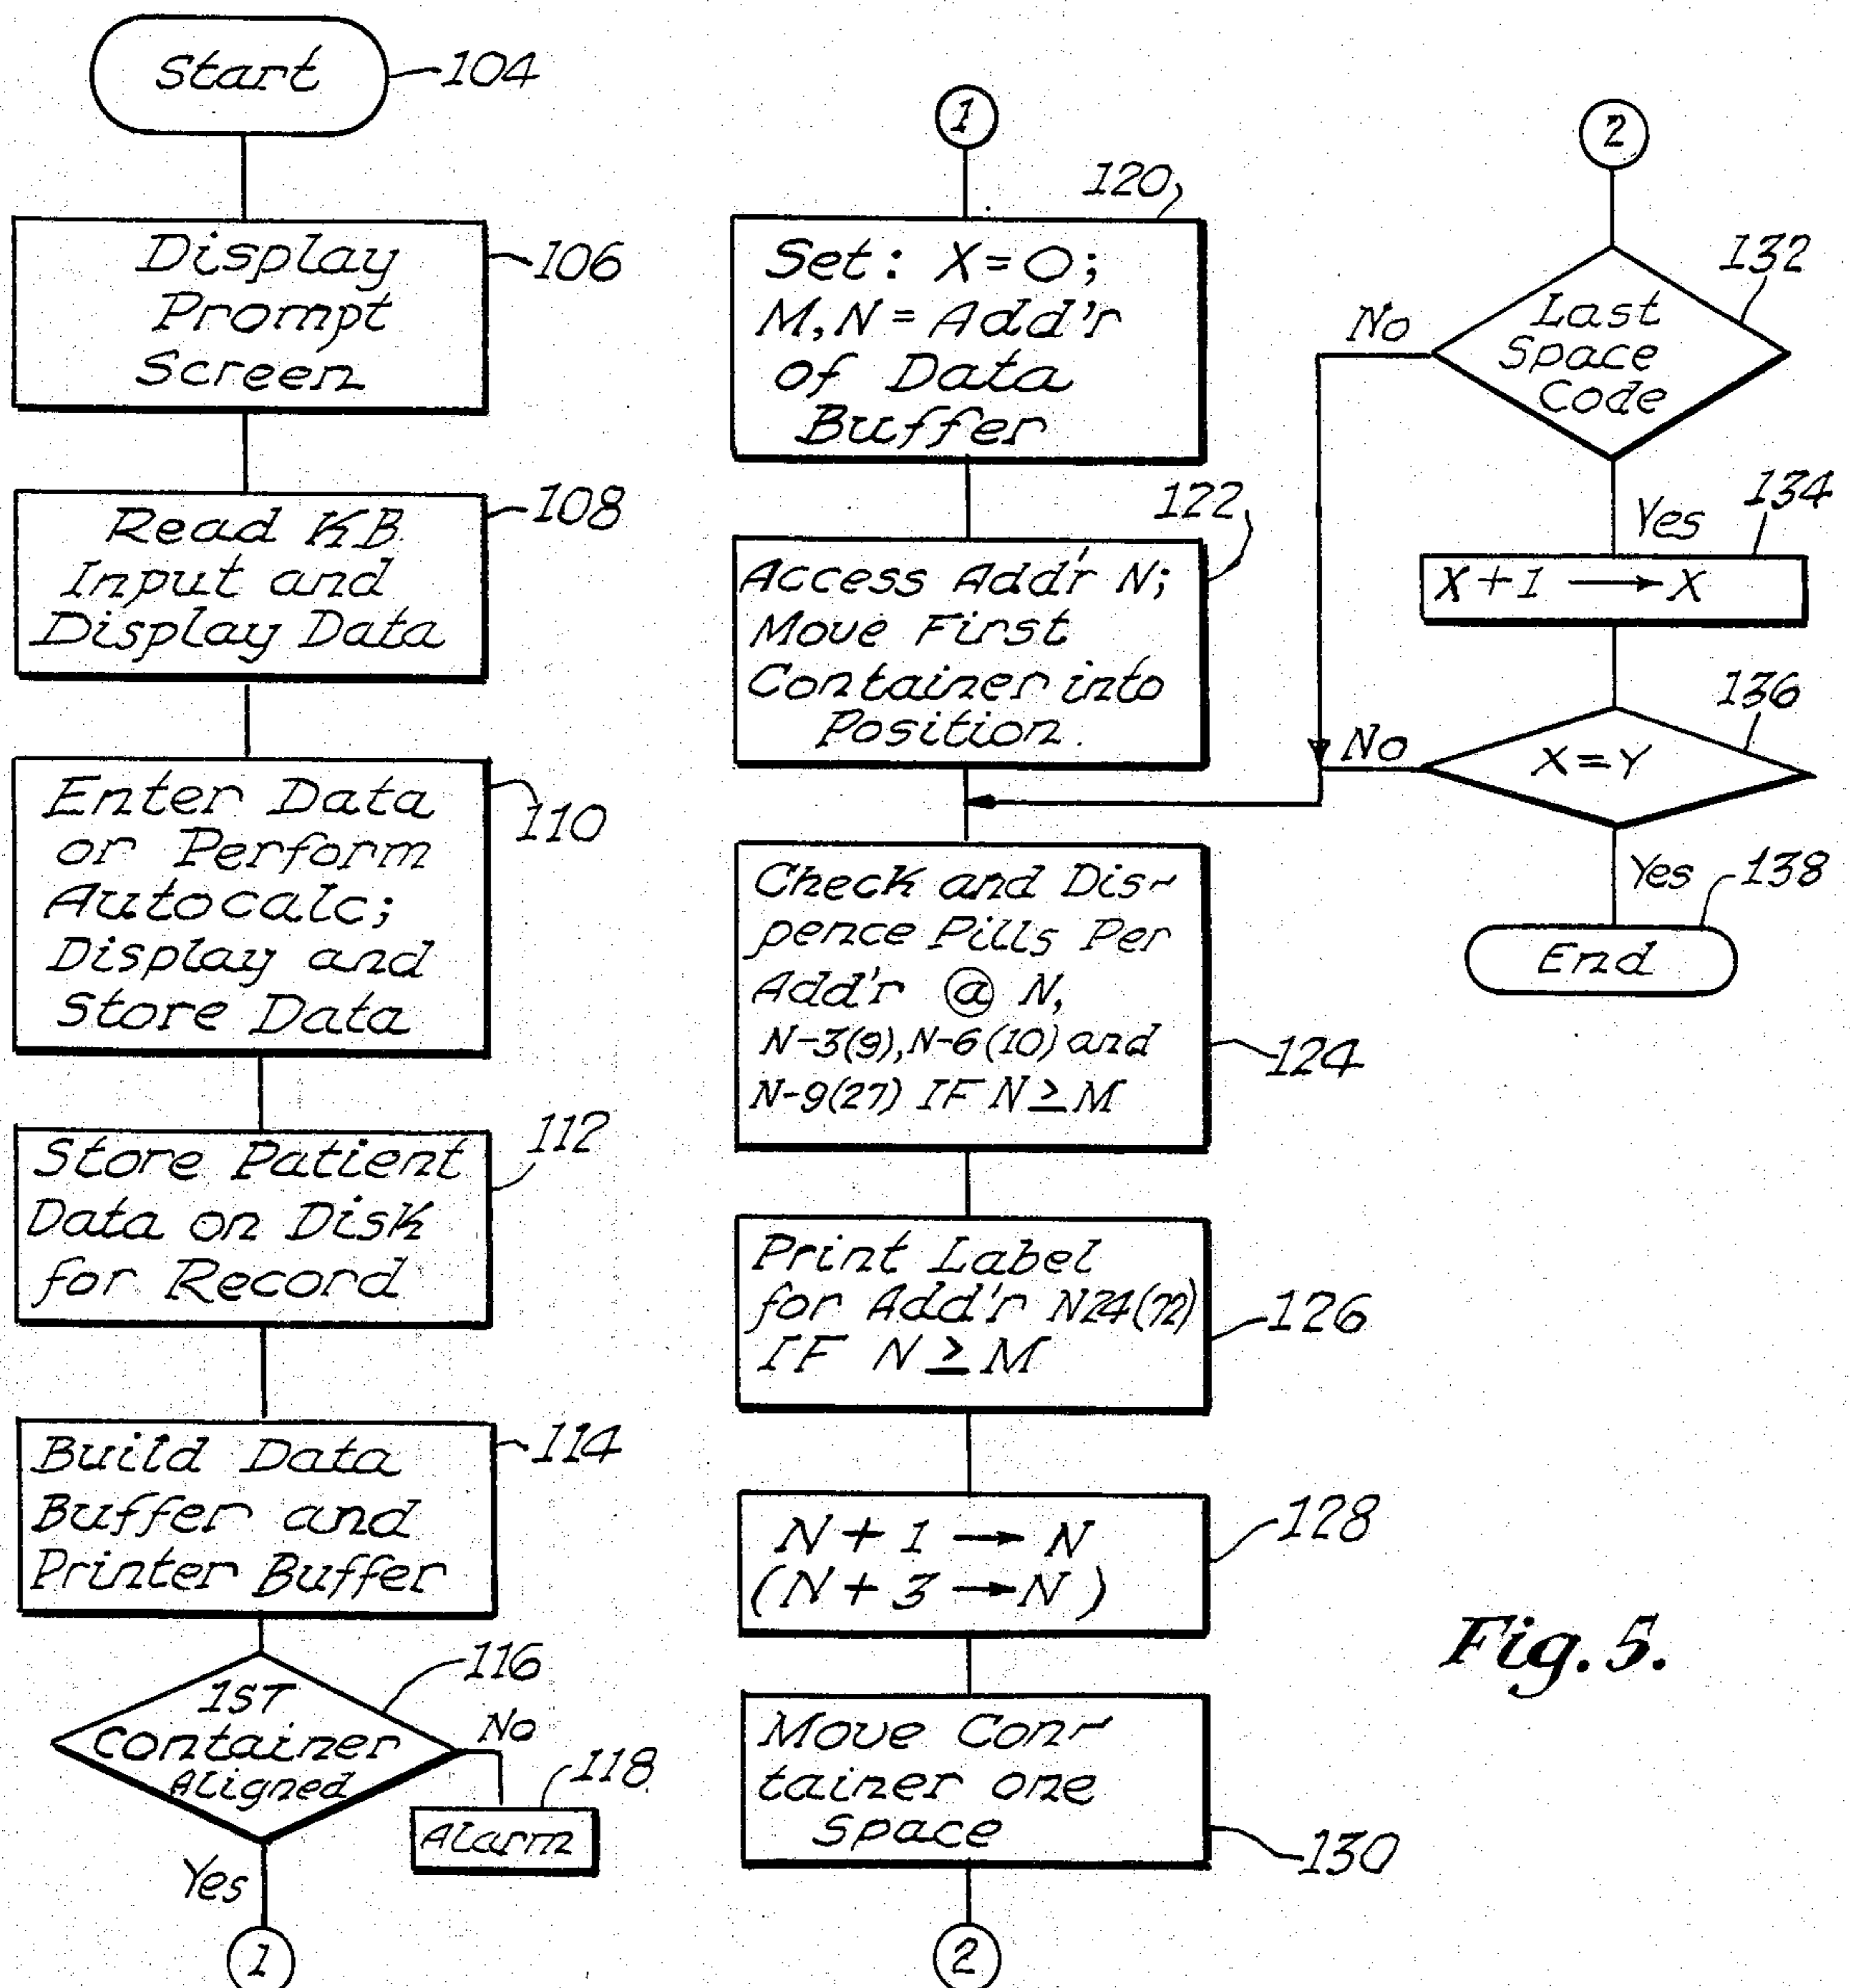 Start
104
Display
Prompt
Screen
106
Read KB
Input and
Display Data
108
Enter Data
or Perform
Autocalc;
Display and
Store Data
110
Store Patient
Data on Disk
for Record
112
Build Data
Buffer and
Printer Buffer
114
1ST
Container
Aligned
116
No
118
Alarm
Yes
1
1
120
Set: X=0;
M,N = Add'r
of Data
Buffer
122
Access Add'r N;
Move First
Container into
Position.
Check and Dis-
pence Pills Per
Add'r @ N,
N-3(9), N-6(10) and
N-9(27) IF N ≥ M
124
Print Label
for Add'r N24(72)
IF N ≥ M
126
N + 1 → N
(N + 3 → N)
128
Move Con-
tainer one
Space
130
2
2
132
Last
Space
Code
No
Yes
134
X+1 → X
136
X=Y
No
Yes
138
End
Fig. 5.